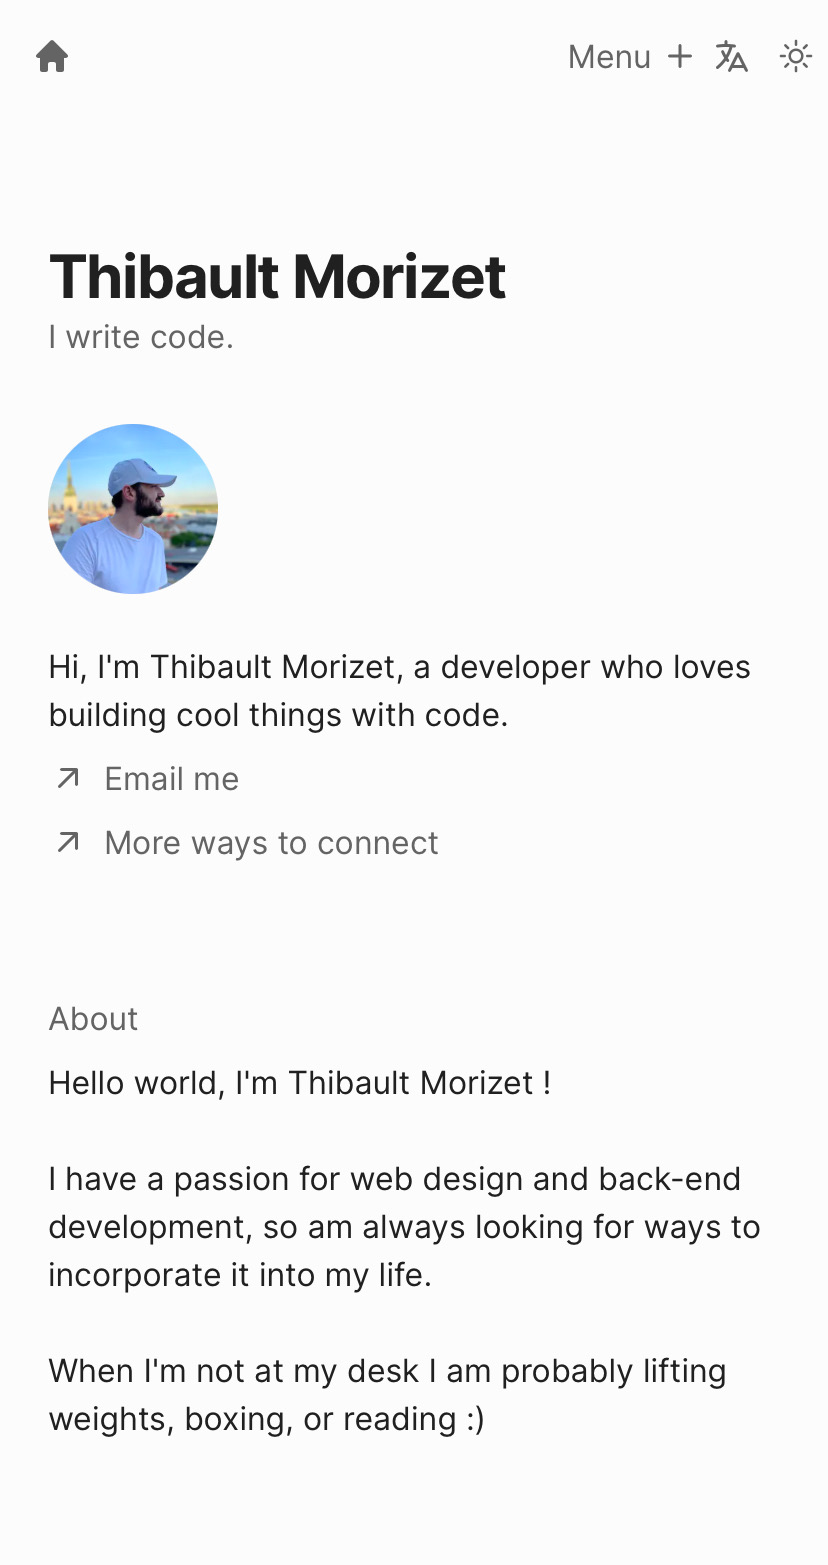 Menu
Thibault Morizet
I write code.
Hi, I'm Thibault Morizet, a developer who loves
building cool things with code.
Email me
More ways to connect
About
Hello world, I'm Thibault Morizet !
I have a passion for web design and back-end
development, so am always looking for ways to
incorporate it into my life.
When I'm not at my desk I am probably lifting
weights, boxing, or reading :)